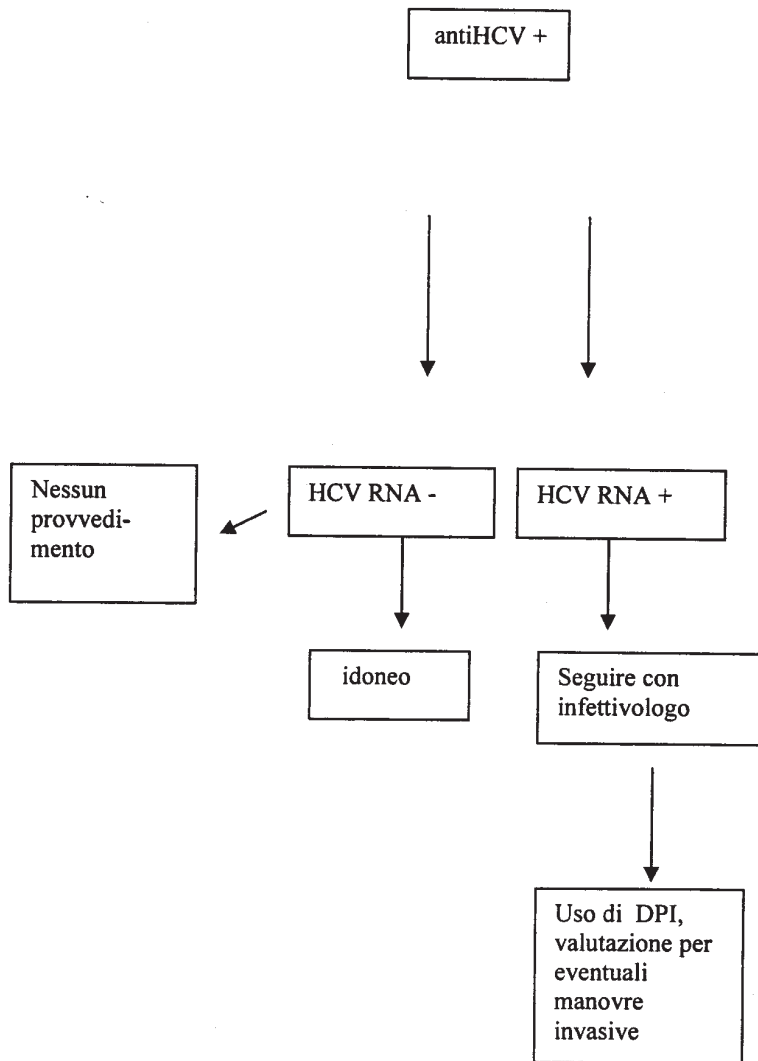 antiHCV +
Nessun
provvedi-
mento
HCV RNA -
HCV RNA +
idoneo
Seguire con
infettivologo
Uso di DPI,
valutazione per
eventuali
manovre
invasive